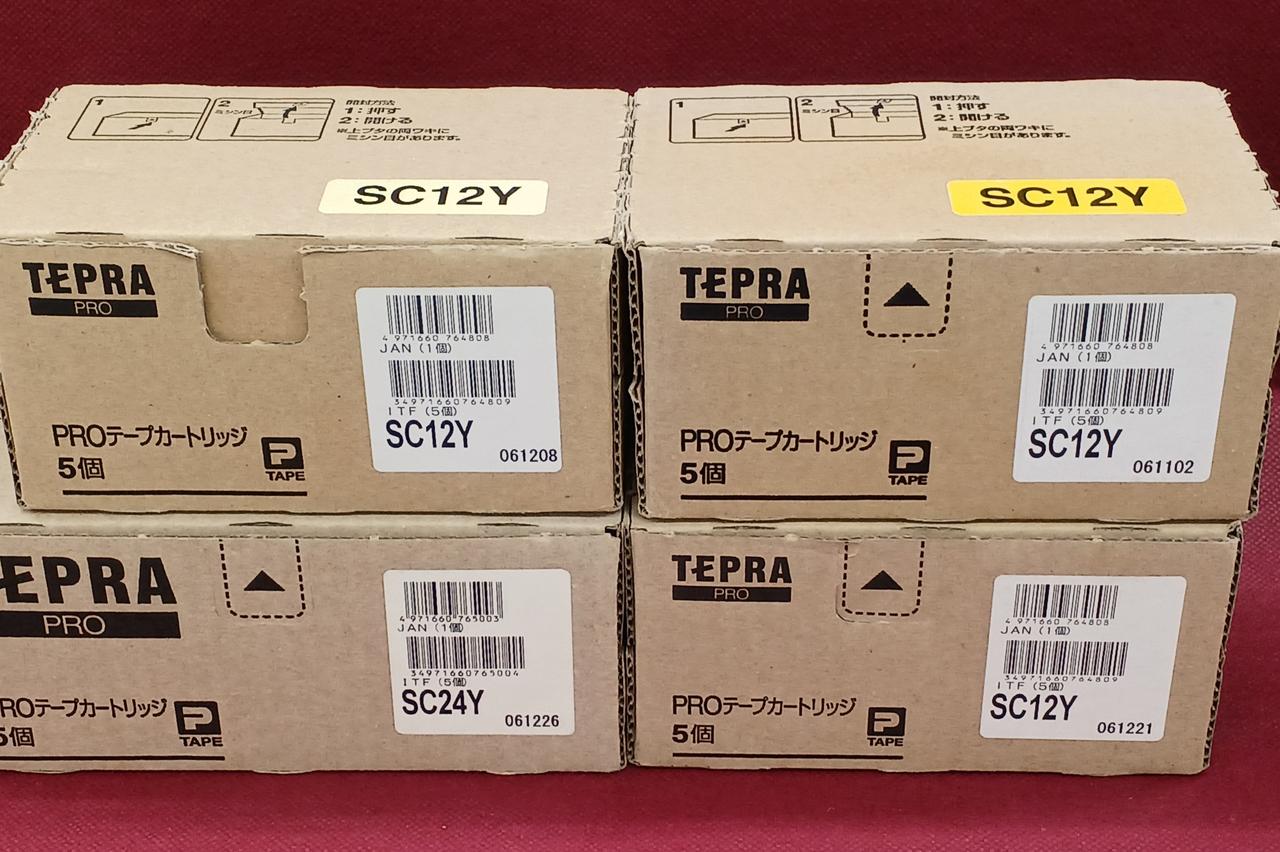 1
2
ミシン目
開封方法
1：押す
2：開ける
※上ブタの両ワキに
ミシン目があります。
SC12Y
TEPRA
PRO
4 971660 764808
JAN (1個)
34971660764809
ITF (5個)
SC12Y
061208
PROテープカートリッジ
5個
TAPE
1
2
ミシン目
開封方法
1：押す
2：開ける
※上ブタの両ワキに
ミシン目があります。
SC12Y
TEPRA
PRO
4 971660 764808
JAN (1個)
34971660764809
ITF (5個)
SC12Y
061102
PROテープカートリッジ
5個
TAPE
TEPRA
PRO
4 971660 765003
JAN (1個)
34971660765004
ITF (5個)
SC24Y
061226
PROテープカートリッジ
5個
TAPE
TEPRA
PRO
4 971660 764808
JAN (1個)
34971660764809
ITF (5個)
SC12Y
061221
PROテープカートリッジ
5個
TAPE